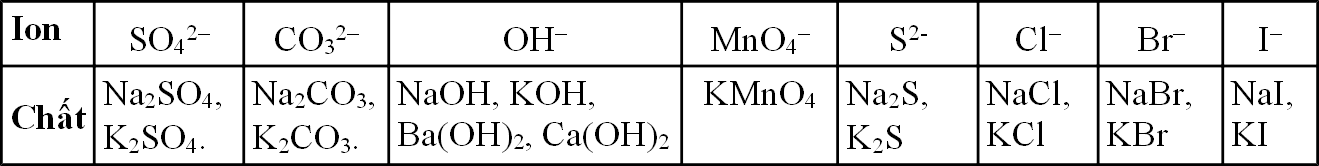 Ion SO₄²⁻ CO₃²⁻ OH⁻ MnO₄⁻ S²⁻ Cl⁻ Br⁻ I⁻
Chất Na₂SO₄, K₂SO₄. Na₂CO₃, K₂CO₃. NaOH, KOH, Ba(OH)₂, Ca(OH)₂ KMnO₄ Na₂S, K₂S NaCl, KCl NaBr, KBr NaI, KI